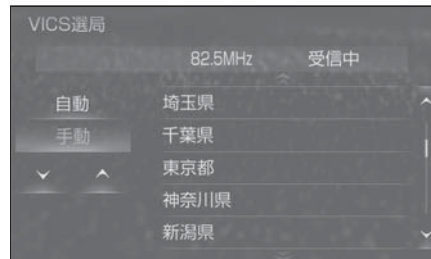 VICS選局
82.5MHz 受信中
自動 埼玉県
手動 千葉県
東京都
神奈川県
新潟県